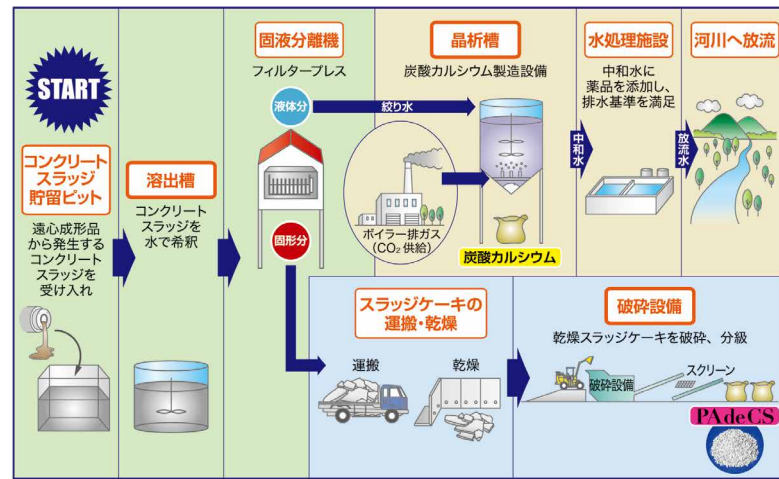 START
コンクリート
スラッジ
貯留ピット
遠心成形品
から発生する
コンクリート
スラッジを
受け入れ
溶出槽
コンクリート
スラッジを
水で希釈
固液分離機
フィルタープレス
液体分
固形分
絞り水
晶析槽
炭酸カルシウム製造設備
ボイラー排ガス
(CO₂供給)
炭酸カルシウム
中和水
水処理施設
中和水に
薬品を添加し、
排水基準を満足
放流水
河川へ放流
スラッジケーキの
運搬・乾燥
運搬
乾燥
破砕設備
乾燥スラッジケーキを破砕、分級
破砕設備
スクリーン
PAdeCS